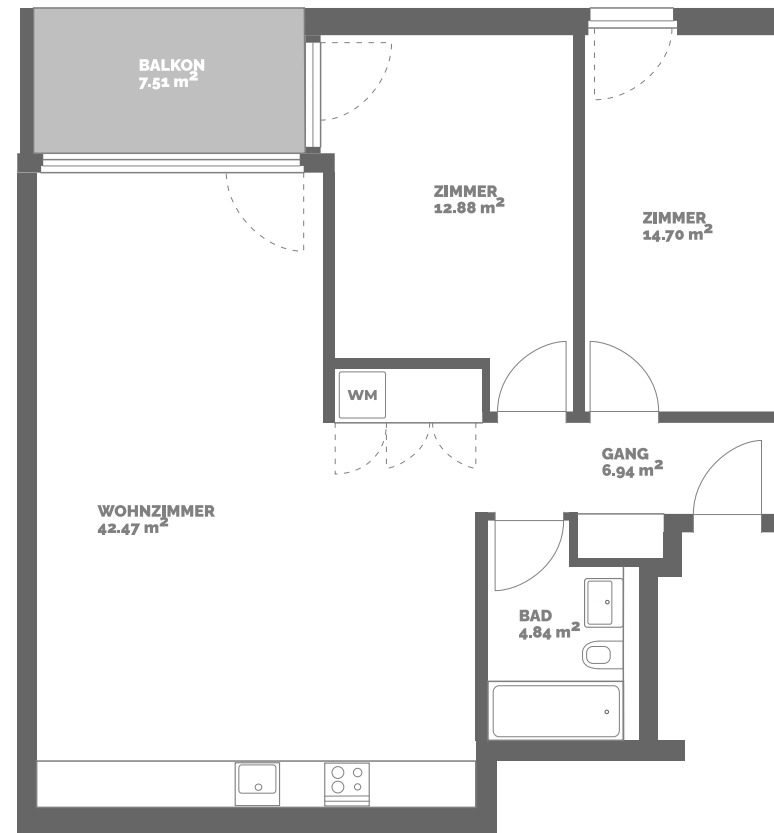 BALKON
7.51 m²
ZIMMER
12.88 m²
ZIMMER
14.70 m²
WM
GANG
6.94 m²
WOHNZIMMER
42.47 m²
BAD
4.84 m²